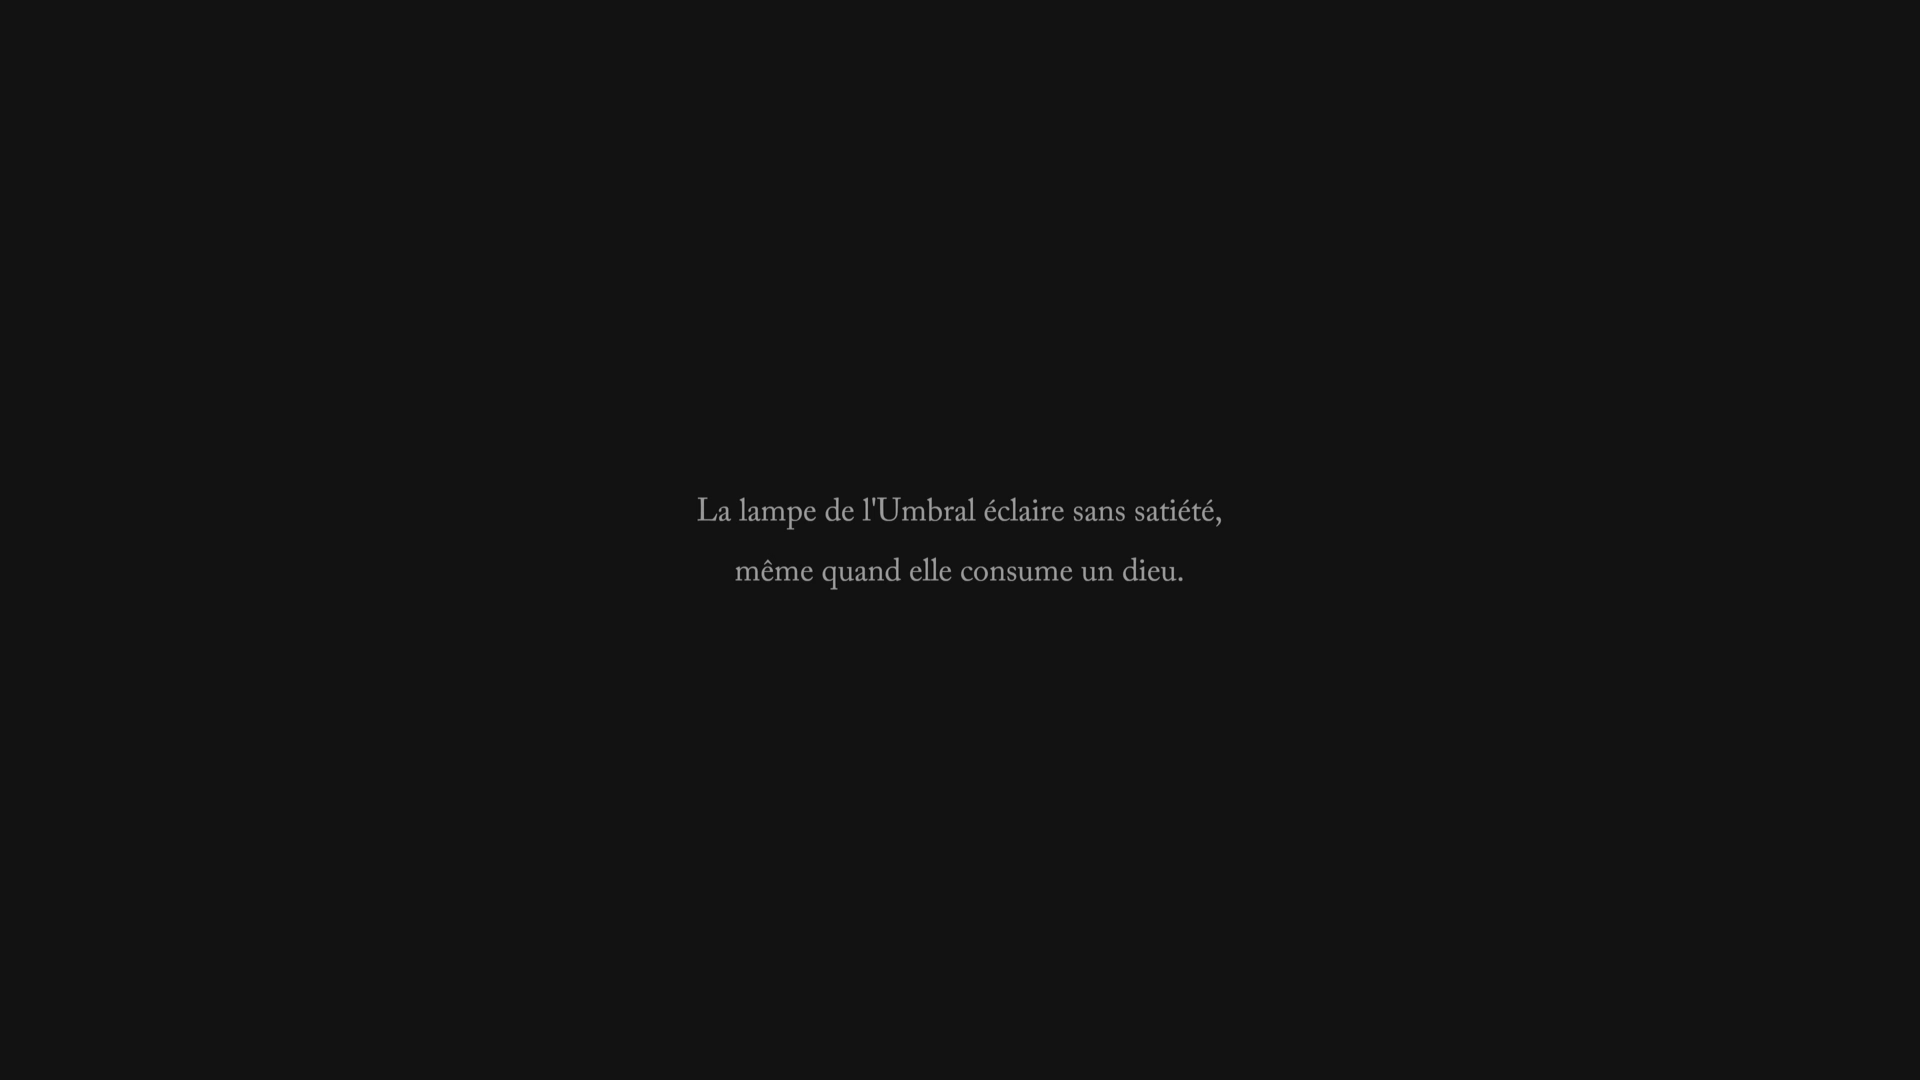 La lampe de l'Umbral éclaire sans satiété,
même quand elle consume un dieu.